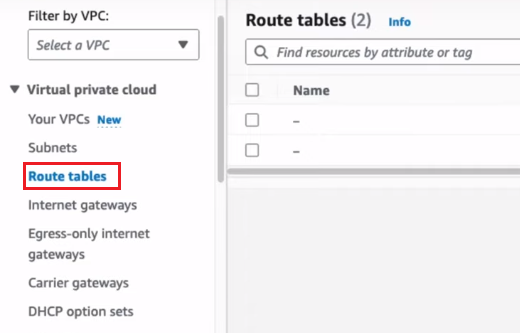 Filter by VPC:
Select a VPC
Virtual private cloud
Your VPCs New
Subnets
Route tables
Internet gateways
Egress-only internet
gateways
Carrier gateways
DHCP option sets
Route tables (2) Info
Find resources by attribute or tag
Name
–
–